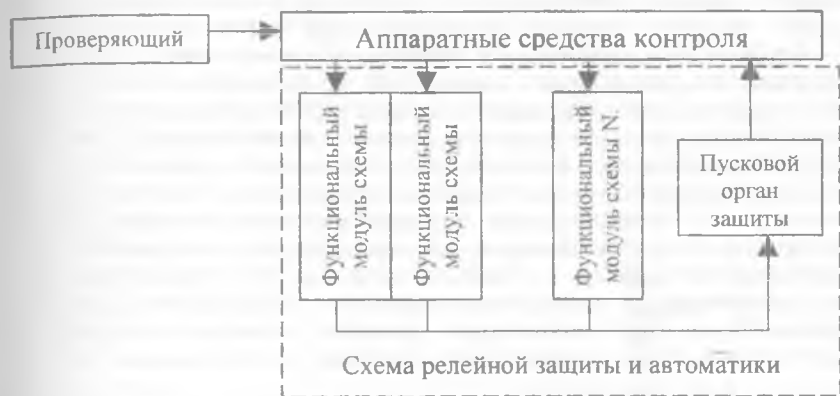 Проверяющий
Аппаратные средства контроля
Функциональный
модуль схемы
Функциональный
модуль схемы
Функциональный
модуль схемы N.
Пусковой
орган
защиты
Схема релейной защиты и автоматики